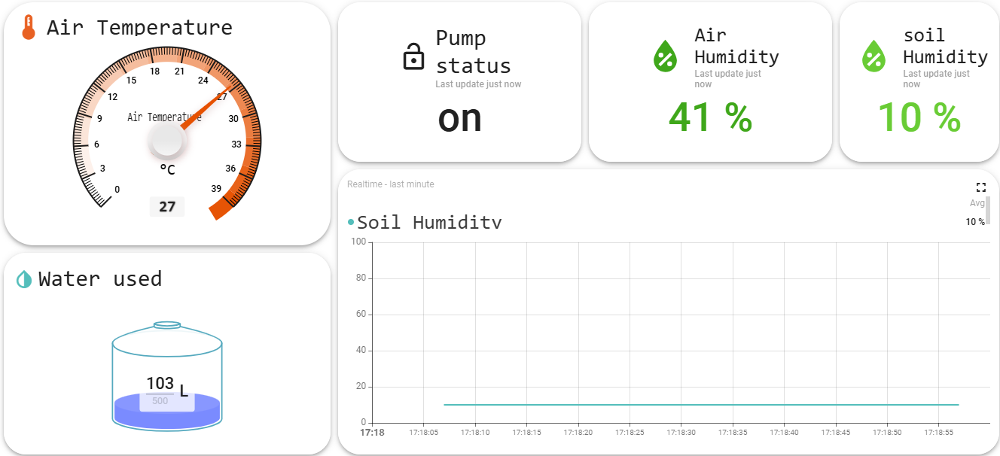 Air Temperature
0
3
6
9
12
15
18
21
24
27
30
33
36
39
Air Temperature
°C
27
Pump
status
Last update just now
on
Air
Humidity
Last update just
now
41 %
soil
Humidity
Last update just
now
10 %
Water used
103 L
500
Realtime - last minute
Avg
10 %
Soil Humidity
100
80
60
40
20
0
17:18 17:18:05 17:18:10 17:18:15 17:18:20 17:18:25 17:18:30 17:18:35 17:18:40 17:18:45 17:18:50 17:18:55